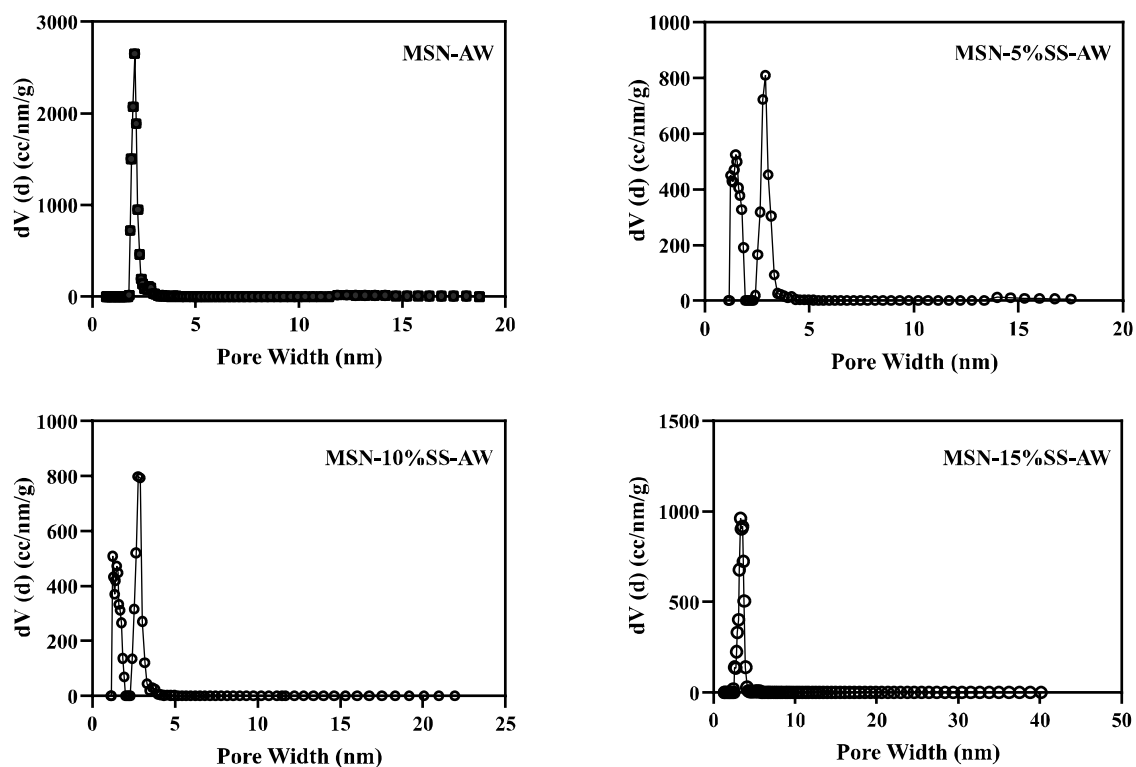 MSN-AW
dV (d) (cc/nm/g)
3000
2000
1000
0
0 5 10 15 20
Pore Width (nm)
MSN-5%SS-AW
dV (d) (cc/nm/g)
1000
800
600
400
200
0
0 5 10 15 20
Pore Width (nm)
MSN-10%SS-AW
dV (d) (cc/nm/g)
1000
800
600
400
200
0
0 5 10 15 20 25
Pore Width (nm)
MSN-15%SS-AW
dV (d) (cc/nm/g)
1500
1000
500
0
0 10 20 30 40 50
Pore Width (nm)